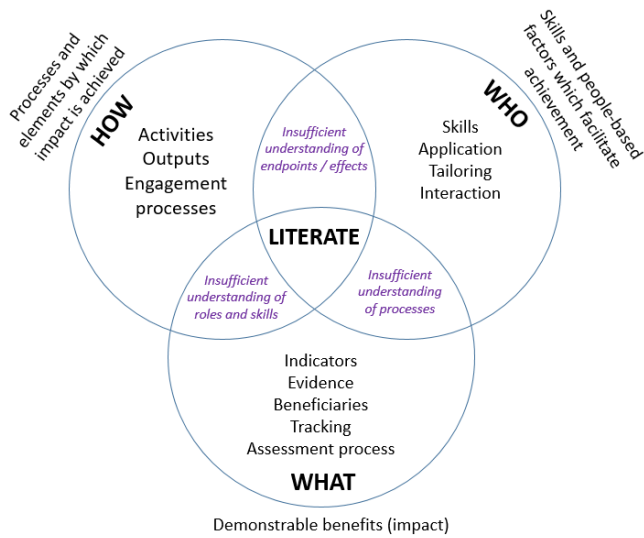 Processes and
elements by which
impact is achieved
HOW
Activities
Outputs
Engagement
processes
Insufficient
understanding of
endpoints / effects
Skills and people-based
factors which facilitate
achievement
WHO
Skills
Application
Tailoring
Interaction
LITERATE
Insufficient
understanding of
roles and skills
Insufficient
understanding
of processes
Indicators
Evidence
Beneficiaries
Tracking
Assessment process
WHAT
Demonstrable benefits (impact)